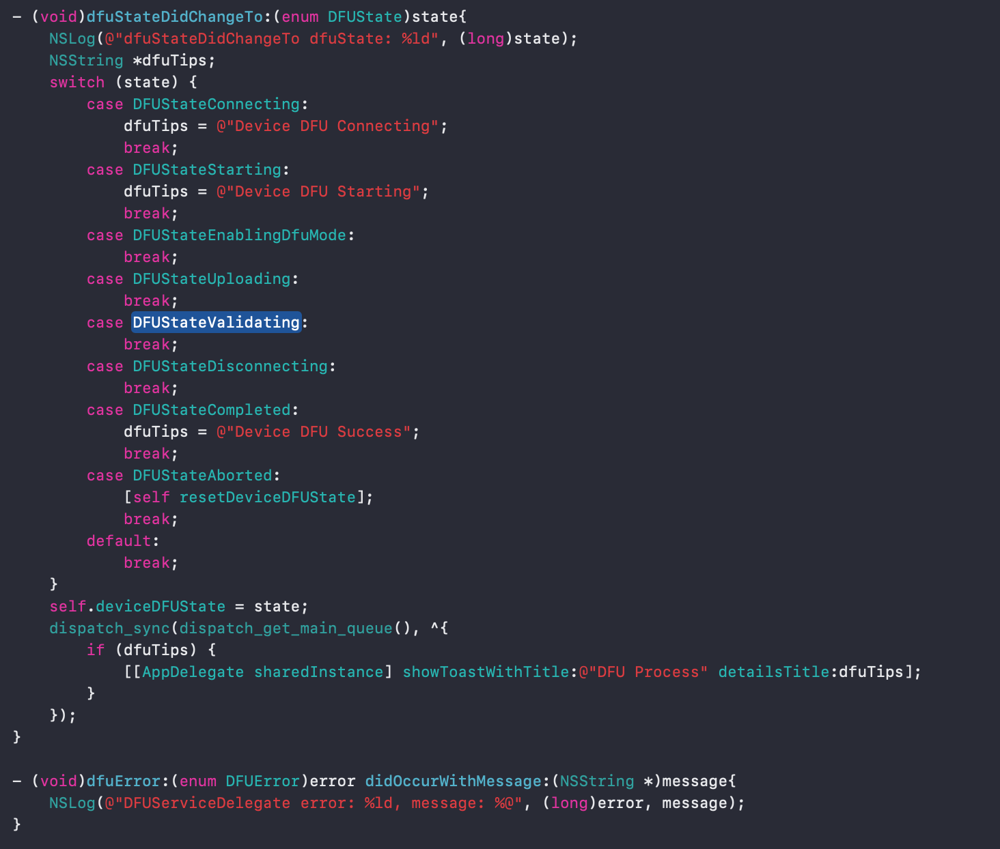 - (void)dfuStateDidChangeTo:(enum DFUState)state{
    NSLog(@"dfuStateDidChangeTo dfuState: %ld", (long)state);
    NSString *dfuTips;
    switch (state) {
        case DFUStateConnecting:
            dfuTips = @"Device DFU Connecting";
            break;
        case DFUStateStarting:
            dfuTips = @"Device DFU Starting";
            break;
        case DFUStateEnablingDfuMode:
            break;
        case DFUStateUploading:
            break;
        case DFUStateValidating:
            break;
        case DFUStateDisconnecting:
            break;
        case DFUStateCompleted:
            dfuTips = @"Device DFU Success";
            break;
        case DFUStateAborted:
            [self resetDeviceDFUState];
            break;
        default:
            break;
    }
    self.deviceDFUState = state;
    dispatch_sync(dispatch_get_main_queue(), ^{
        if (dfuTips) {
            [[AppDelegate sharedInstance] showToastWithTitle:@"DFU Process" detailsTitle:dfuTips];
        }
    });
}

- (void)dfuError:(enum DFUError)error didOccurWithMessage:(NSString *)message{
    NSLog(@"DFUServiceDelegate error: %ld, message: %@", (long)error, message);
}